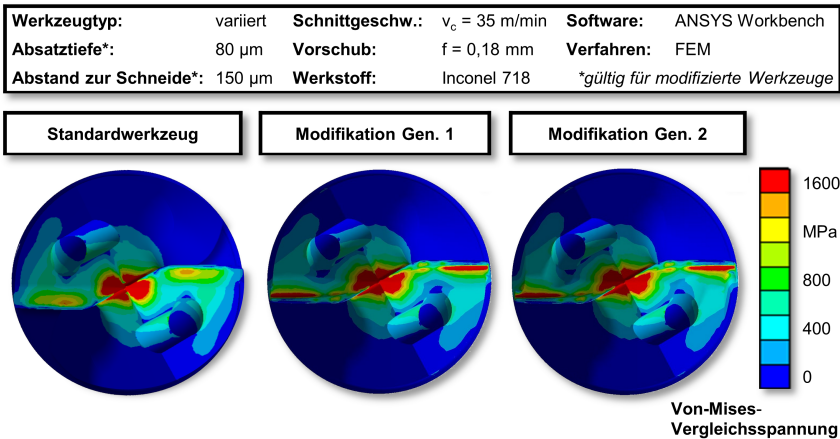 Werkzeugtyp: variiert Schnittgeschw.: vc = 35 m/min Software: ANSYS Workbench
Absatztiefe*: 80 µm Vorschub: f = 0,18 mm Verfahren: FEM
Abstand zur Schneide*: 150 µm Werkstoff: Inconel 718 *gültig für modifizierte Werkzeuge
Standardwerkzeug Modifikation Gen. 1 Modifikation Gen. 2
1600
MPa
800
400
0
Von-Mises-
Vergleichsspannung